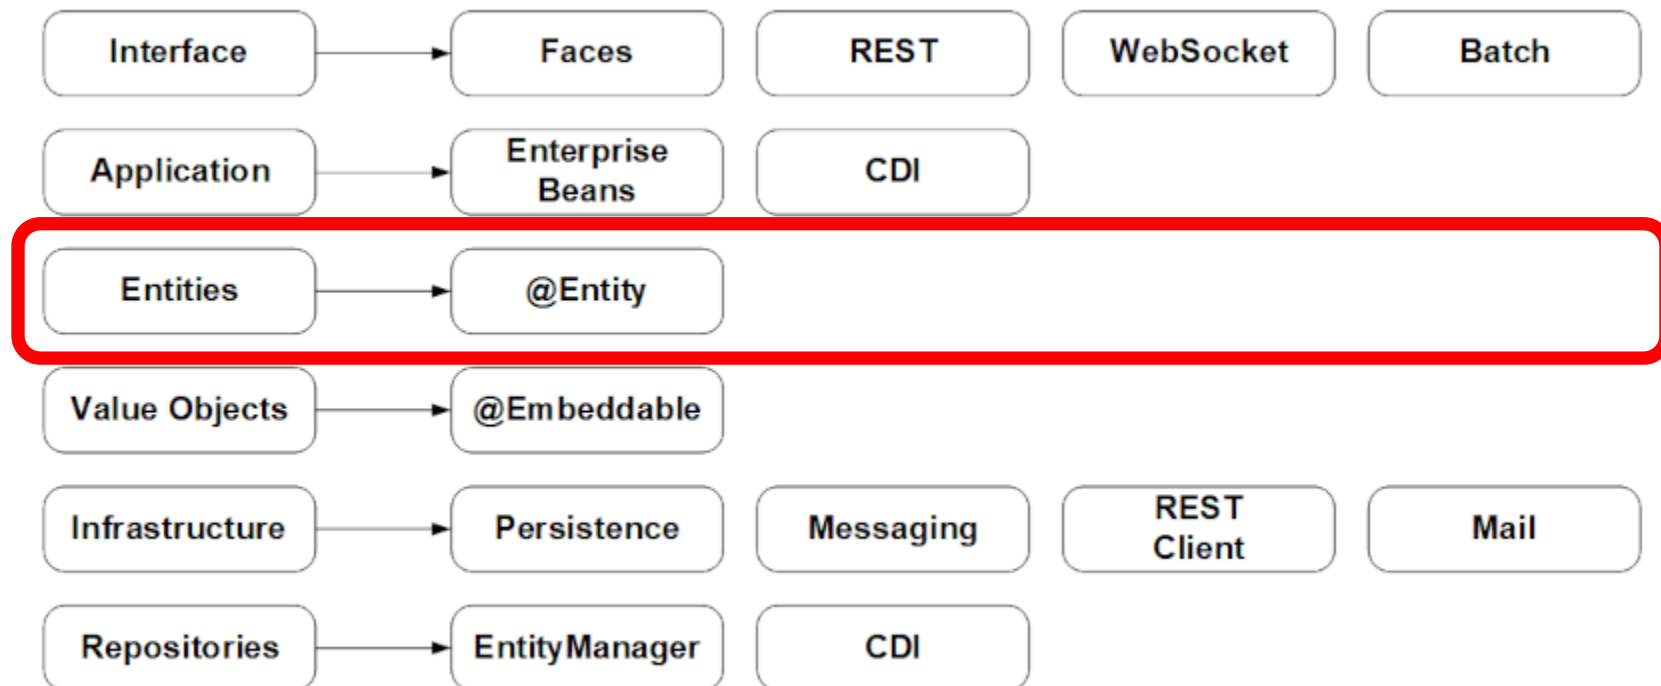 Interface
Faces
REST
WebSocket
Batch
Application
Enterprise
Beans
CDI
Entities
@Entity
Value Objects
@Embeddable
Infrastructure
Persistence
Messaging
REST
Client
Mail
Repositories
EntityManager
CDI